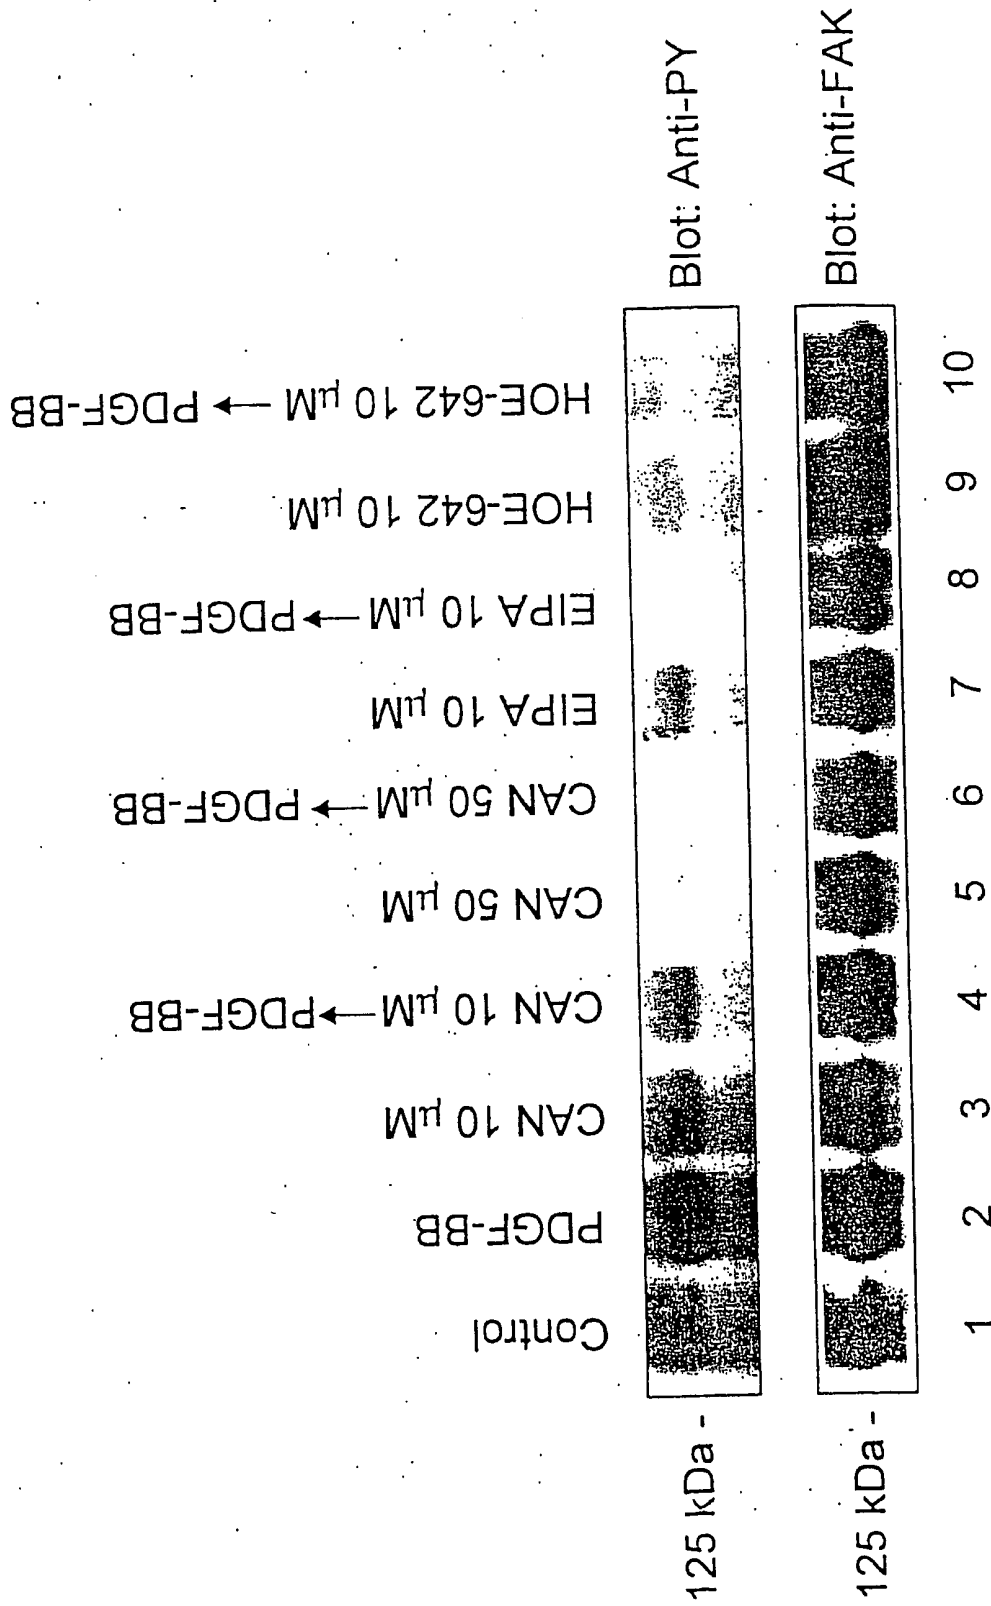 Control
PDGF-BB
CAN 10 µM
CAN 10 µM → PDGF-BB
CAN 50 µM
CAN 50 µM → PDGF-BB
EIPA 10 µM
EIPA 10 µM → PDGF-BB
HOE-642 10 µM
HOE-642 10 µM → PDGF-BB
125 kDa -
Blot: Anti-PY
125 kDa -
Blot: Anti-FAK
1 2 3 4 5 6 7 8 9 10